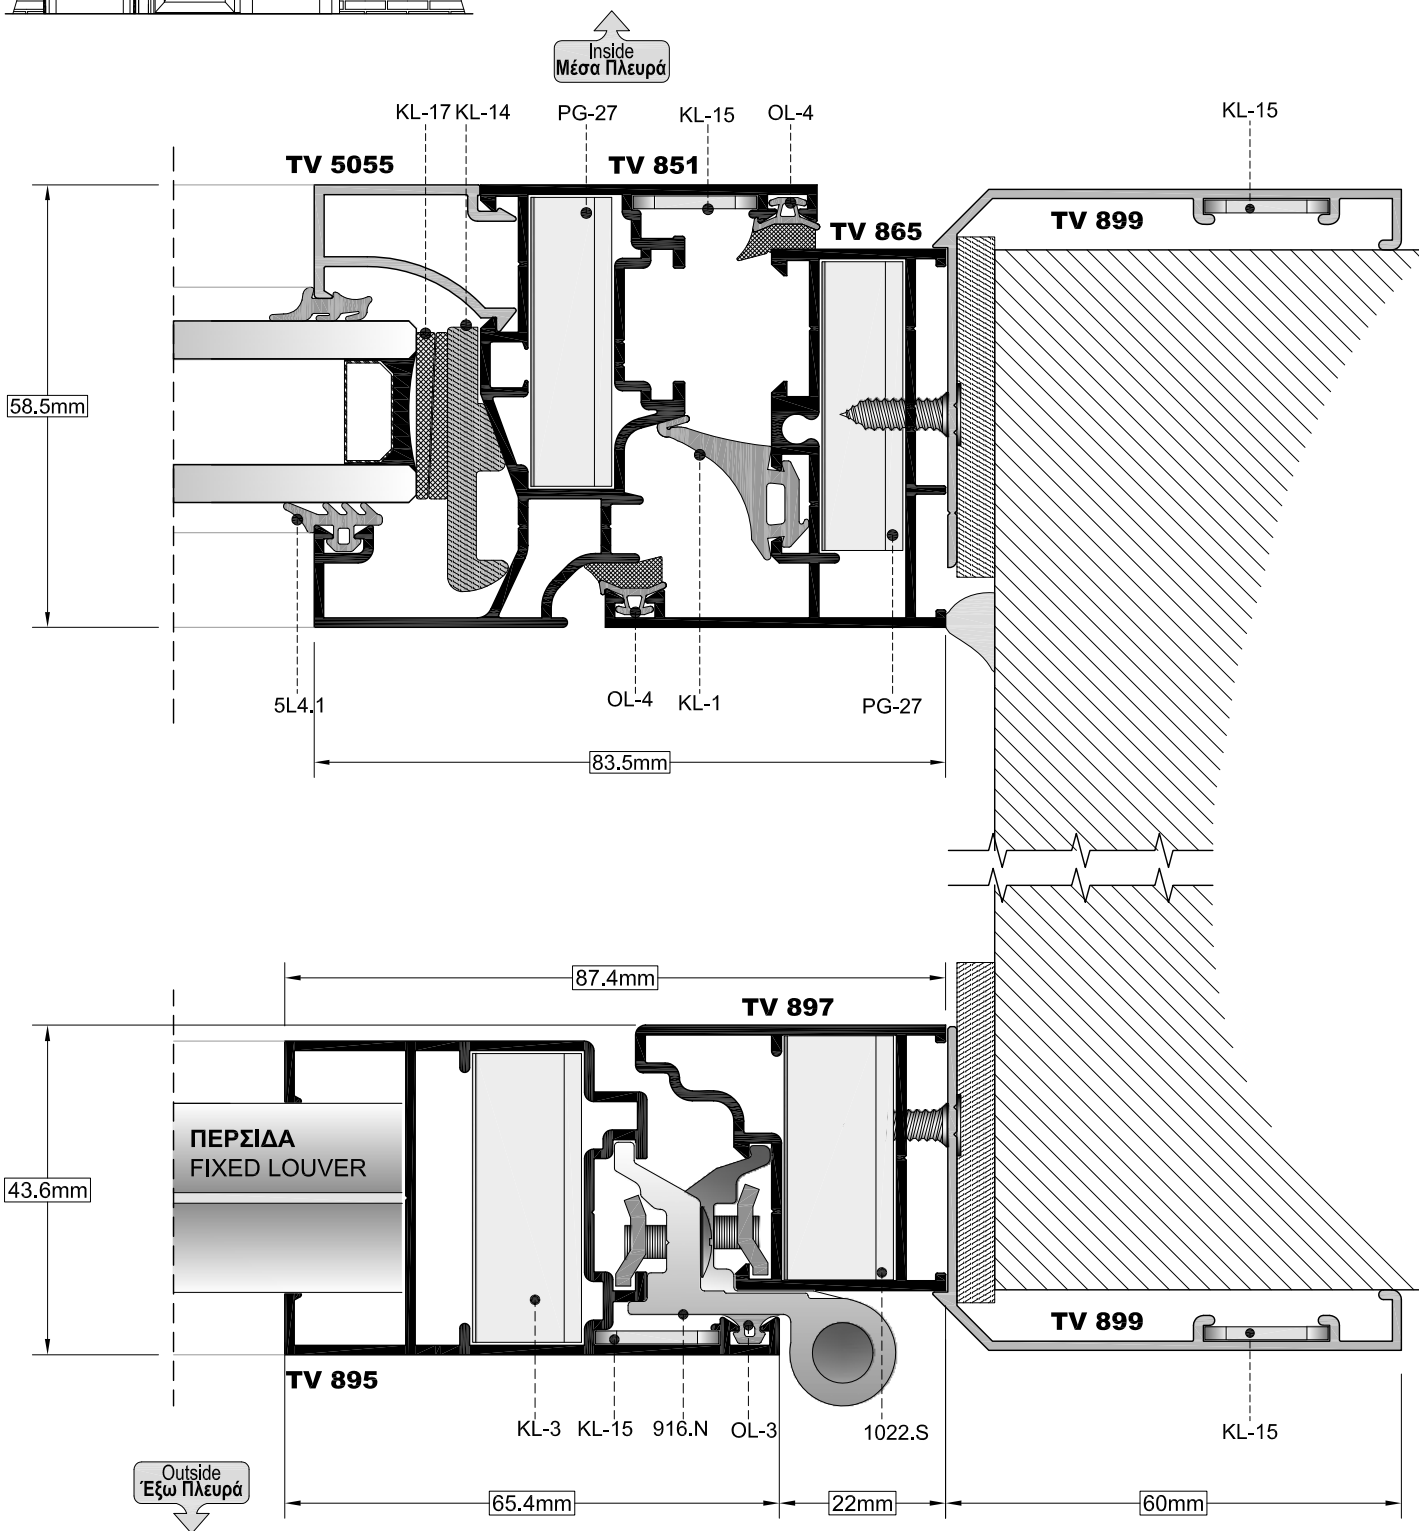 Inside
Μέσα Πλευρά
KL-17 KL-14 PG-27 KL-15 OL-4 KL-15
TV 5055 TV 851
TV 899
TV 865
58.5mm
5L4.1 OL-4 KL-1 PG-27
83.5mm
87.4mm
TV 897
ΠΕΡΣΙΔΑ
FIXED LOUVER
43.6mm
TV 899
TV 895
KL-3 KL-15 916.N OL-3 1022.S KL-15
Outside
Έξω Πλευρά
65.4mm 22mm 60mm